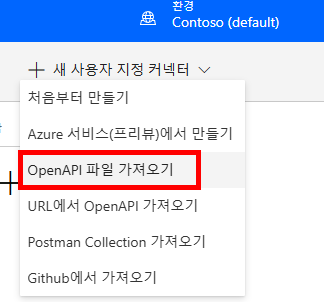 환경
Contoso (default)
새 사용자 지정 커넥터
처음부터 만들기
Azure 서비스(프리뷰)에서 만들기
OpenAPI 파일 가져오기
URL에서 OpenAPI 가져오기
Postman Collection 가져오기
Github에서 가져오기